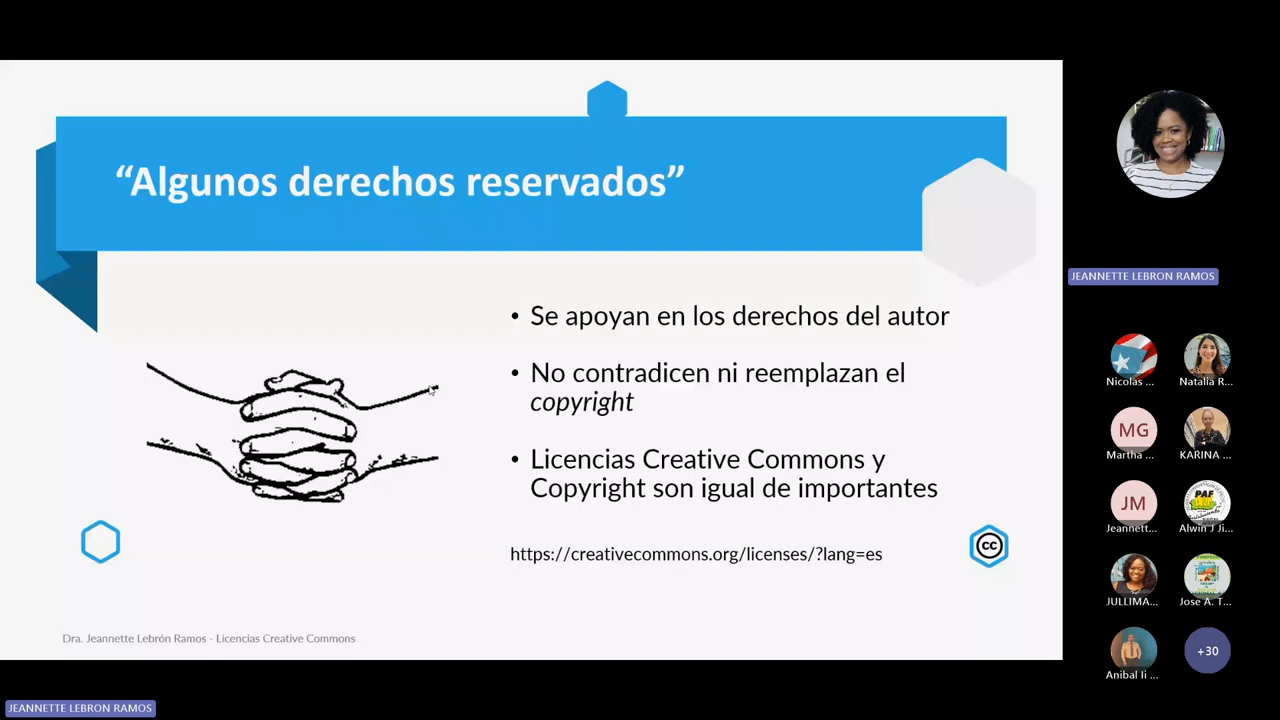 “Algunos derechos reservados”
• Se apoyan en los derechos del autor
• No contradicen ni reemplazan el
copyright
• Licencias Creative Commons y
Copyright son igual de importantes
https://creativecommons.org/licenses/?lang=es
cc
Dra. Jeannette Lebrón Ramos - Licencias Creative Commons
JEANNETTE LEBRON RAMOS
JEANNETTE LEBRON RAMOS
Nicolas ...
Natalia R...
MG
Martha ...
KARINA ...
JM
Jeannett...
PAF
Alwin J Ji...
JULLIMA...
Jose A. T...
Anibal Ii ...
+30